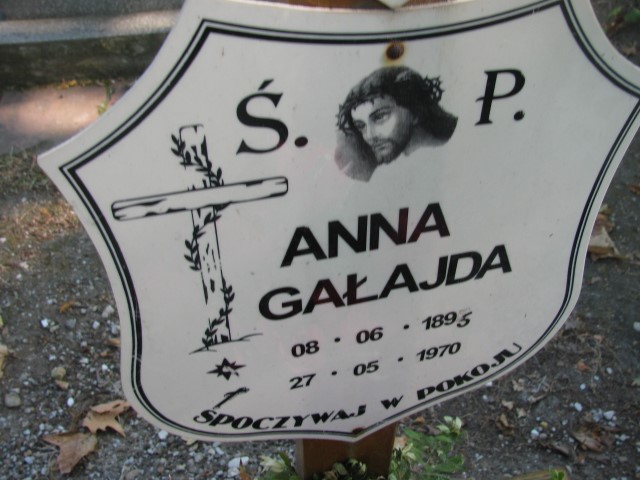 Ś. P.
ANNA
GAŁAJDA
08 · 06 · 1895
27 · 05 · 1970
SPOCZYWAJ W POKOJU